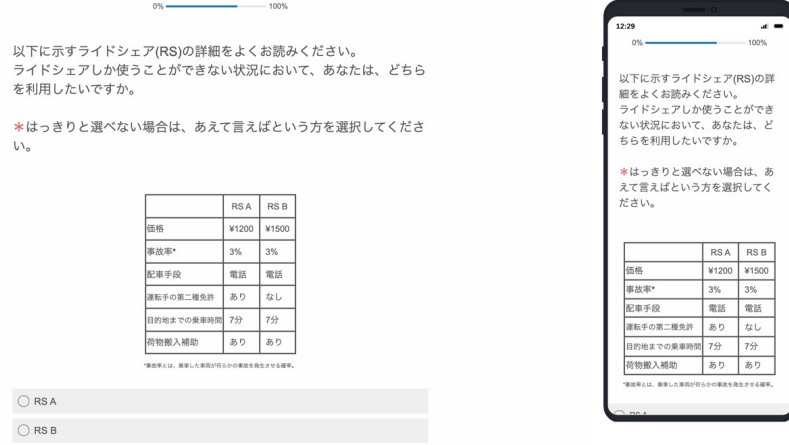 0% 100%
以下に示すライドシェア(RS)の詳細をよくお読みください。
ライドシェアしか使うことができない状況において、あなたは、どちら
を利用したいですか。
＊はっきりと選べない場合は、あえて言えばという方を選択してくださ
い。
RS A RS B
価格 ¥1200 ¥1500
事故率* 3% 3%
配車手段 電話 電話
運転手の第二種免許 あり なし
目的地までの乗車時間 7分 7分
荷物搬入補助 あり あり
*事故率とは、乗車した車両が何らかの事故を発生させる確率。
RS A
RS B
12:29
0% 100%
以下に示すライドシェア(RS)の詳
細をよくお読みください。
ライドシェアしか使うことができ
ない状況において、あなたは、ど
ちらを利用したいですか。
＊はっきりと選べない場合は、あ
えて言えばという方を選択してく
ださい。
RS A RS B
価格 ¥1200 ¥1500
事故率* 3% 3%
配車手段 電話 電話
運転手の第二種免許 あり なし
目的地までの乗車時間 7分 7分
荷物搬入補助 あり あり
*事故率とは、乗車した車両が何らかの事故を発生させる確率。
RS A